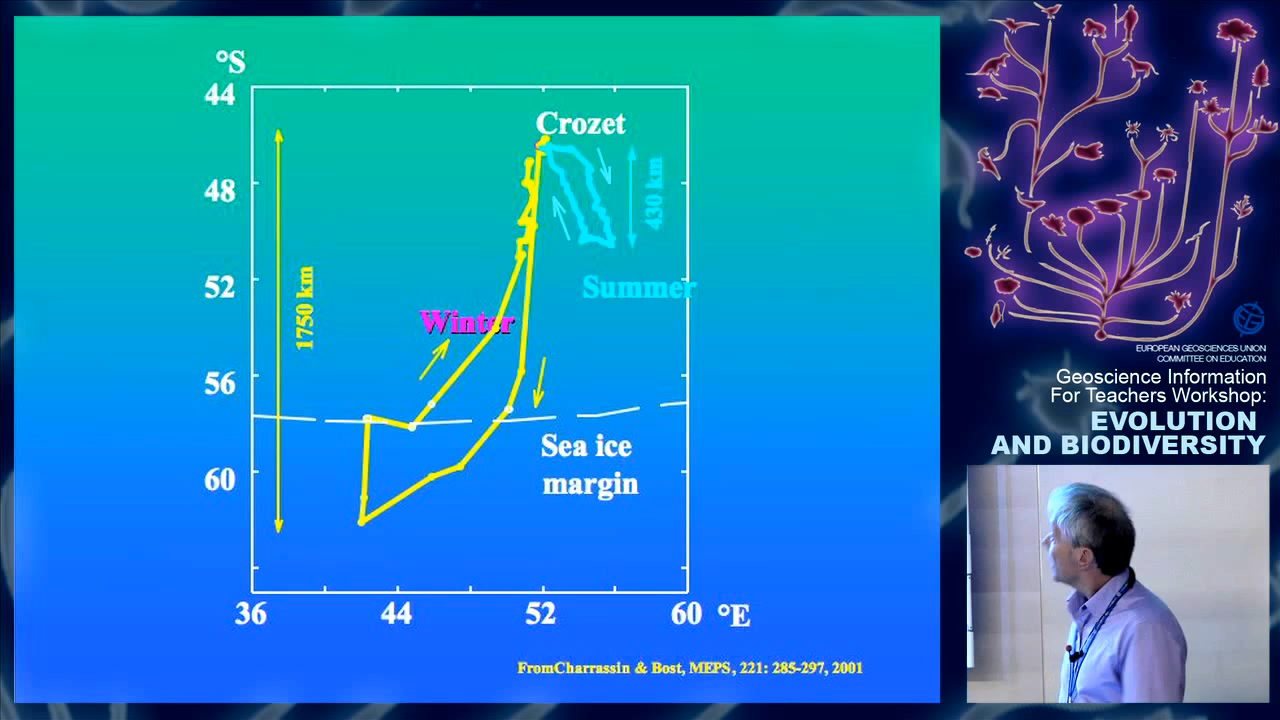 °S
44
48
52
56
60
Crozet
430 km
Summer
Winter
1750 km
Sea ice
margin
36
44
52
60
°E
FromCharrassin & Bost, MEPS, 221: 285-297, 2001
EUROPEAN GEOSCIENCES UNION
COMMITTEE ON EDUCATION
Geoscience Information
For Teachers Workshop:
EVOLUTION
AND BIODIVERSITY